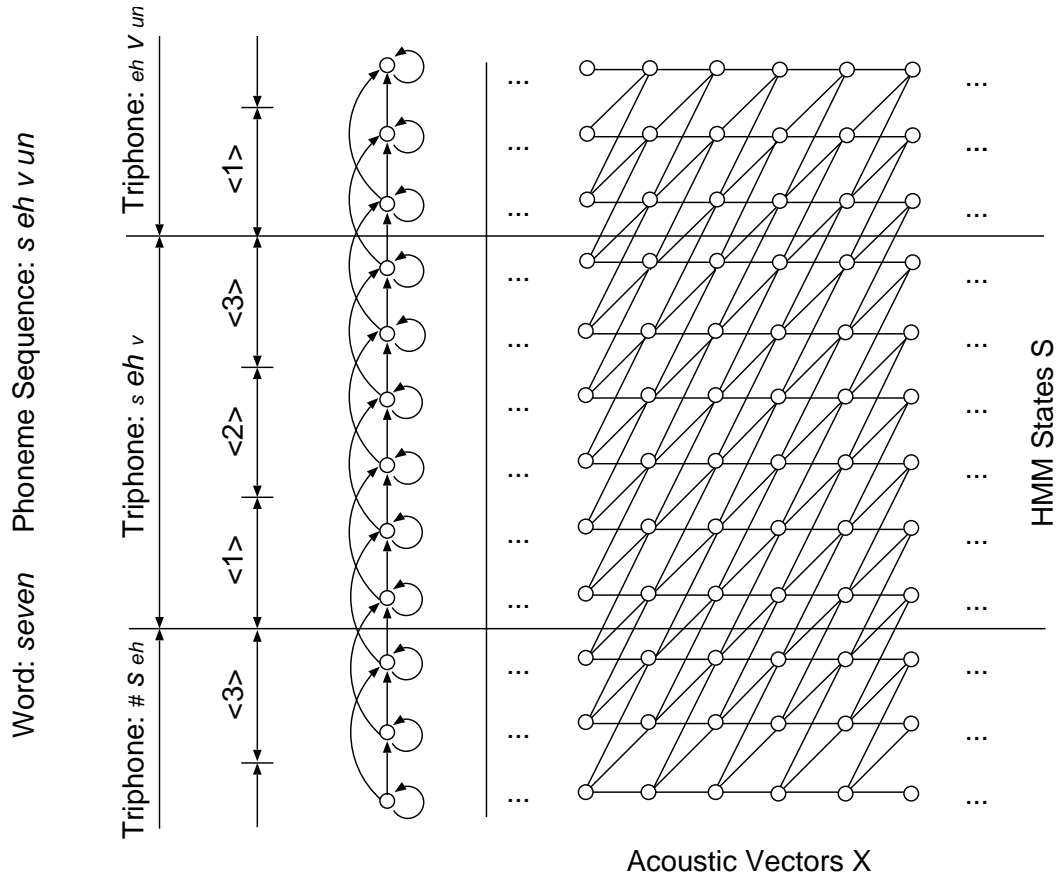 Word: seven Phoneme Sequence: s eh v un
Triphone: # s eh
Triphone: s eh v
Triphone: eh v un
<3>
<1>
<2>
<3>
<1>
... ...
... ...
... ...
... ...
... ...
... ...
... ...
... ...
... ...
... ...
... ...
... ...
HMM States S
Acoustic Vectors X